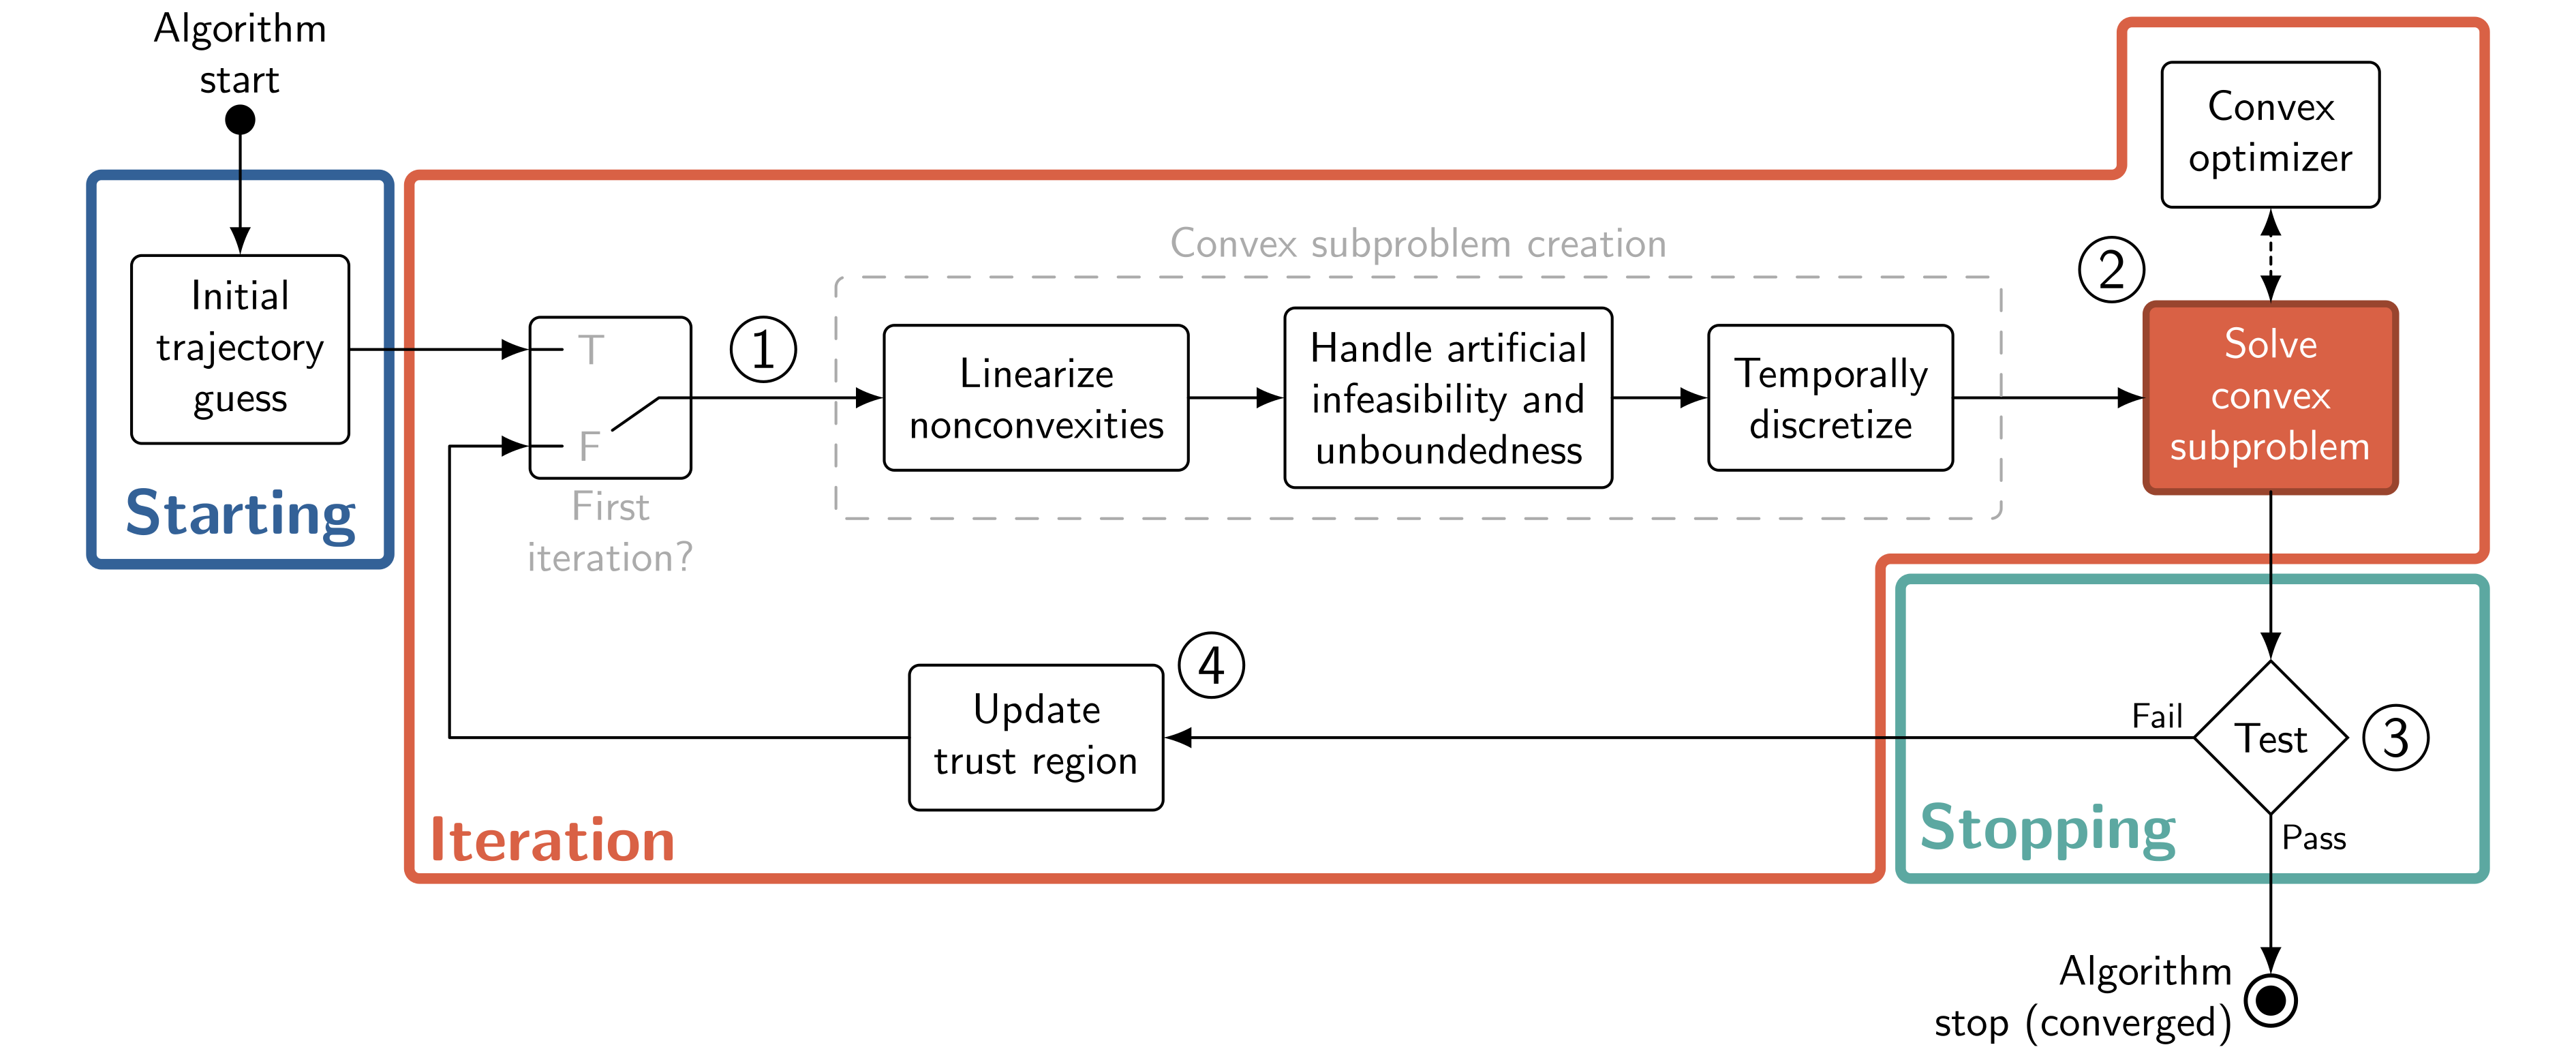 Algorithm
start
Initial
trajectory
guess
Starting
T
F
First
iteration?
1
Convex subproblem creation
Linearize
nonconvexities
Handle artificial
infeasibility and
unboundedness
Temporally
discretize
2
Convex
optimizer
Solve
convex
subproblem
Test
3
Fail
Pass
Stopping
4
Update
trust region
Iteration
Algorithm
stop (converged)